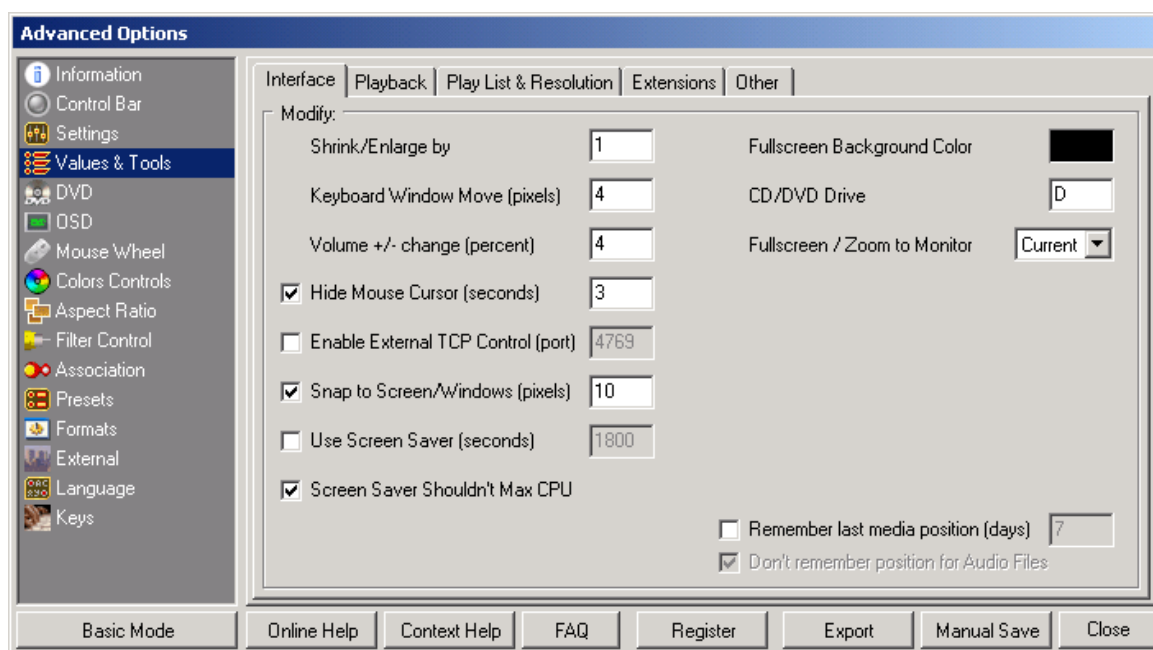 Advanced Options
Information
Control Bar
Settings
Values & Tools
DVD
OSD
Mouse Wheel
Colors Controls
Aspect Ratio
Filter Control
Association
Presets
Formats
External
Language
Keys
Interface Playback Play List & Resolution Extensions Other
Modify:
Shrink/Enlarge by 1
Keyboard Window Move (pixels) 4
Volume +/- change (percent) 4
Hide Mouse Cursor (seconds) 3
Enable External TCP Control (port) 4769
Snap to Screen/Windows (pixels) 10
Use Screen Saver (seconds) 1800
Screen Saver Shouldn't Max CPU
Fullscreen Background Color
CD/DVD Drive D
Fullscreen / Zoom to Monitor Current
Remember last media position (days) 7
Don't remember position for Audio Files
Basic Mode Online Help Context Help FAQ Register Export Manual Save Close